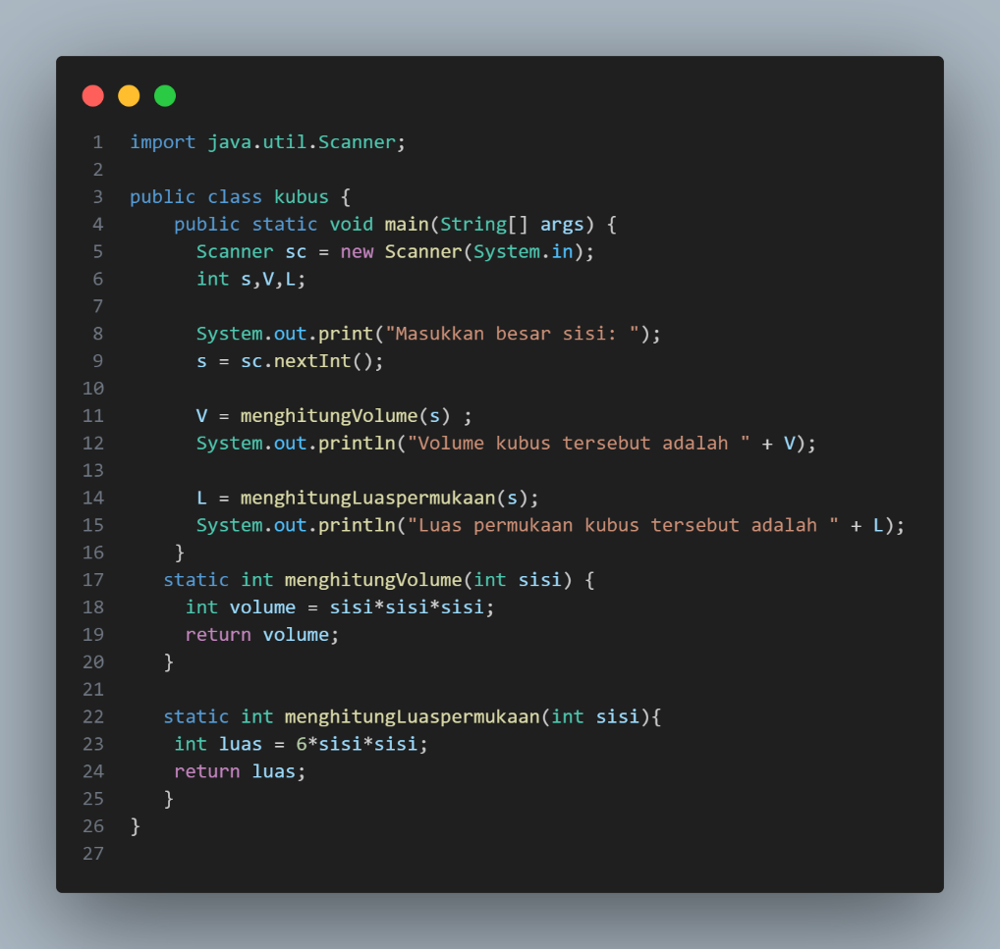 1 import java.util.Scanner;
2
3 public class kubus {
4     public static void main(String[] args) {
5       Scanner sc = new Scanner(System.in);
6       int s,V,L;
7
8       System.out.print("Masukkan besar sisi: ");
9       s = sc.nextInt();
10
11       V = menghitungVolume(s) ;
12       System.out.println("Volume kubus tersebut adalah " + V);
13
14       L = menghitungLuaspermukaan(s);
15       System.out.println("Luas permukaan kubus tersebut adalah " + L);
16     }
17    static int menghitungVolume(int sisi) {
18      int volume = sisi*sisi*sisi;
19      return volume;
20    }
21
22    static int menghitungLuaspermukaan(int sisi){
23     int luas = 6*sisi*sisi;
24     return luas;
25    }
26 }
27